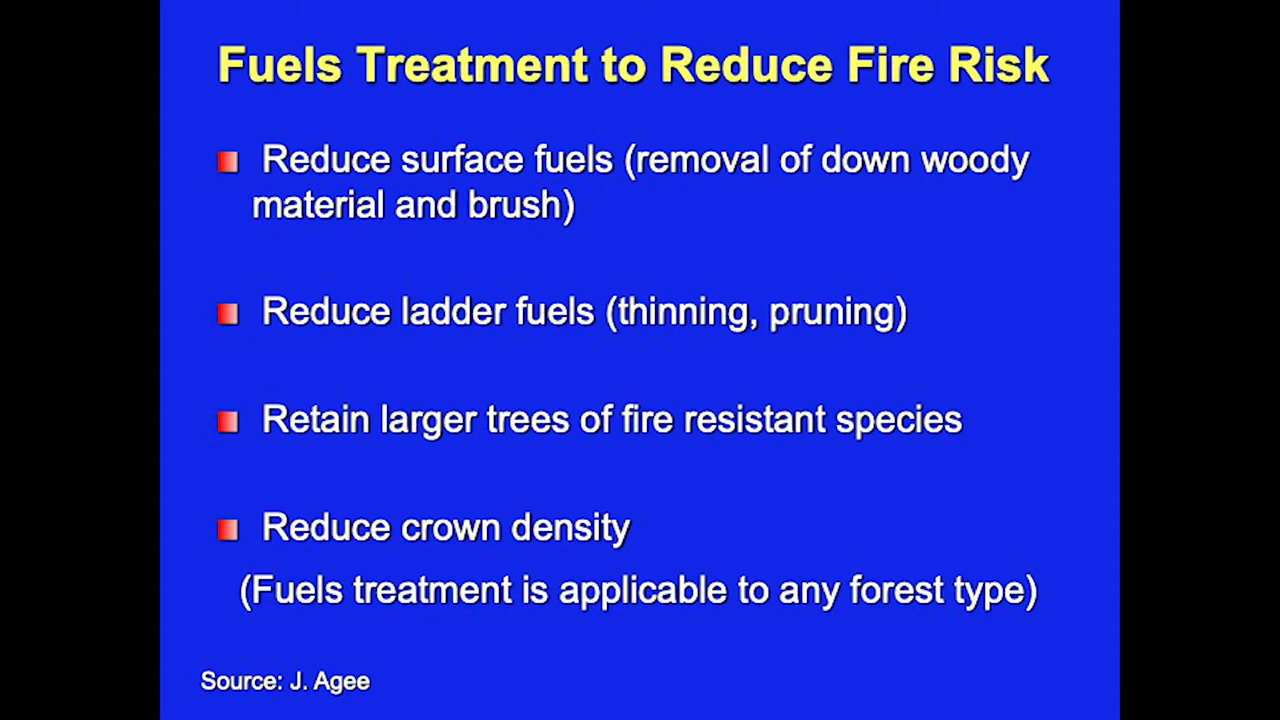 Fuels Treatment to Reduce Fire Risk
Reduce surface fuels (removal of down woody
material and brush)
Reduce ladder fuels (thinning, pruning)
Retain larger trees of fire resistant species
Reduce crown density
(Fuels treatment is applicable to any forest type)
Source: J. Agee